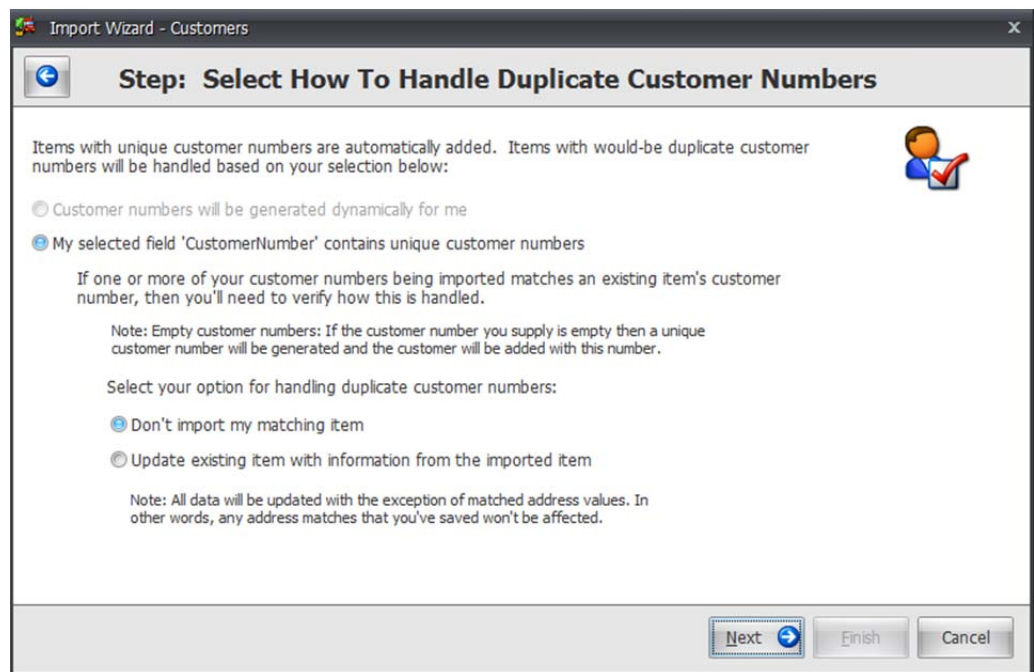 Import Wizard - Customers
x
Step:  Select How To Handle Duplicate Customer Numbers
Items with unique customer numbers are automatically added.  Items with would-be duplicate customer
numbers will be handled based on your selection below:
Customer numbers will be generated dynamically for me
My selected field 'CustomerNumber' contains unique customer numbers
If one or more of your customer numbers being imported matches an existing item's customer
number, then you'll need to verify how this is handled.
Note: Empty customer numbers: If the customer number you supply is empty then a unique
customer number will be generated and the customer will be added with this number.
Select your option for handling duplicate customer numbers:
Don't import my matching item
Update existing item with information from the imported item
Note: All data will be updated with the exception of matched address values. In
other words, any address matches that you've saved won't be affected.
Next Finish Cancel